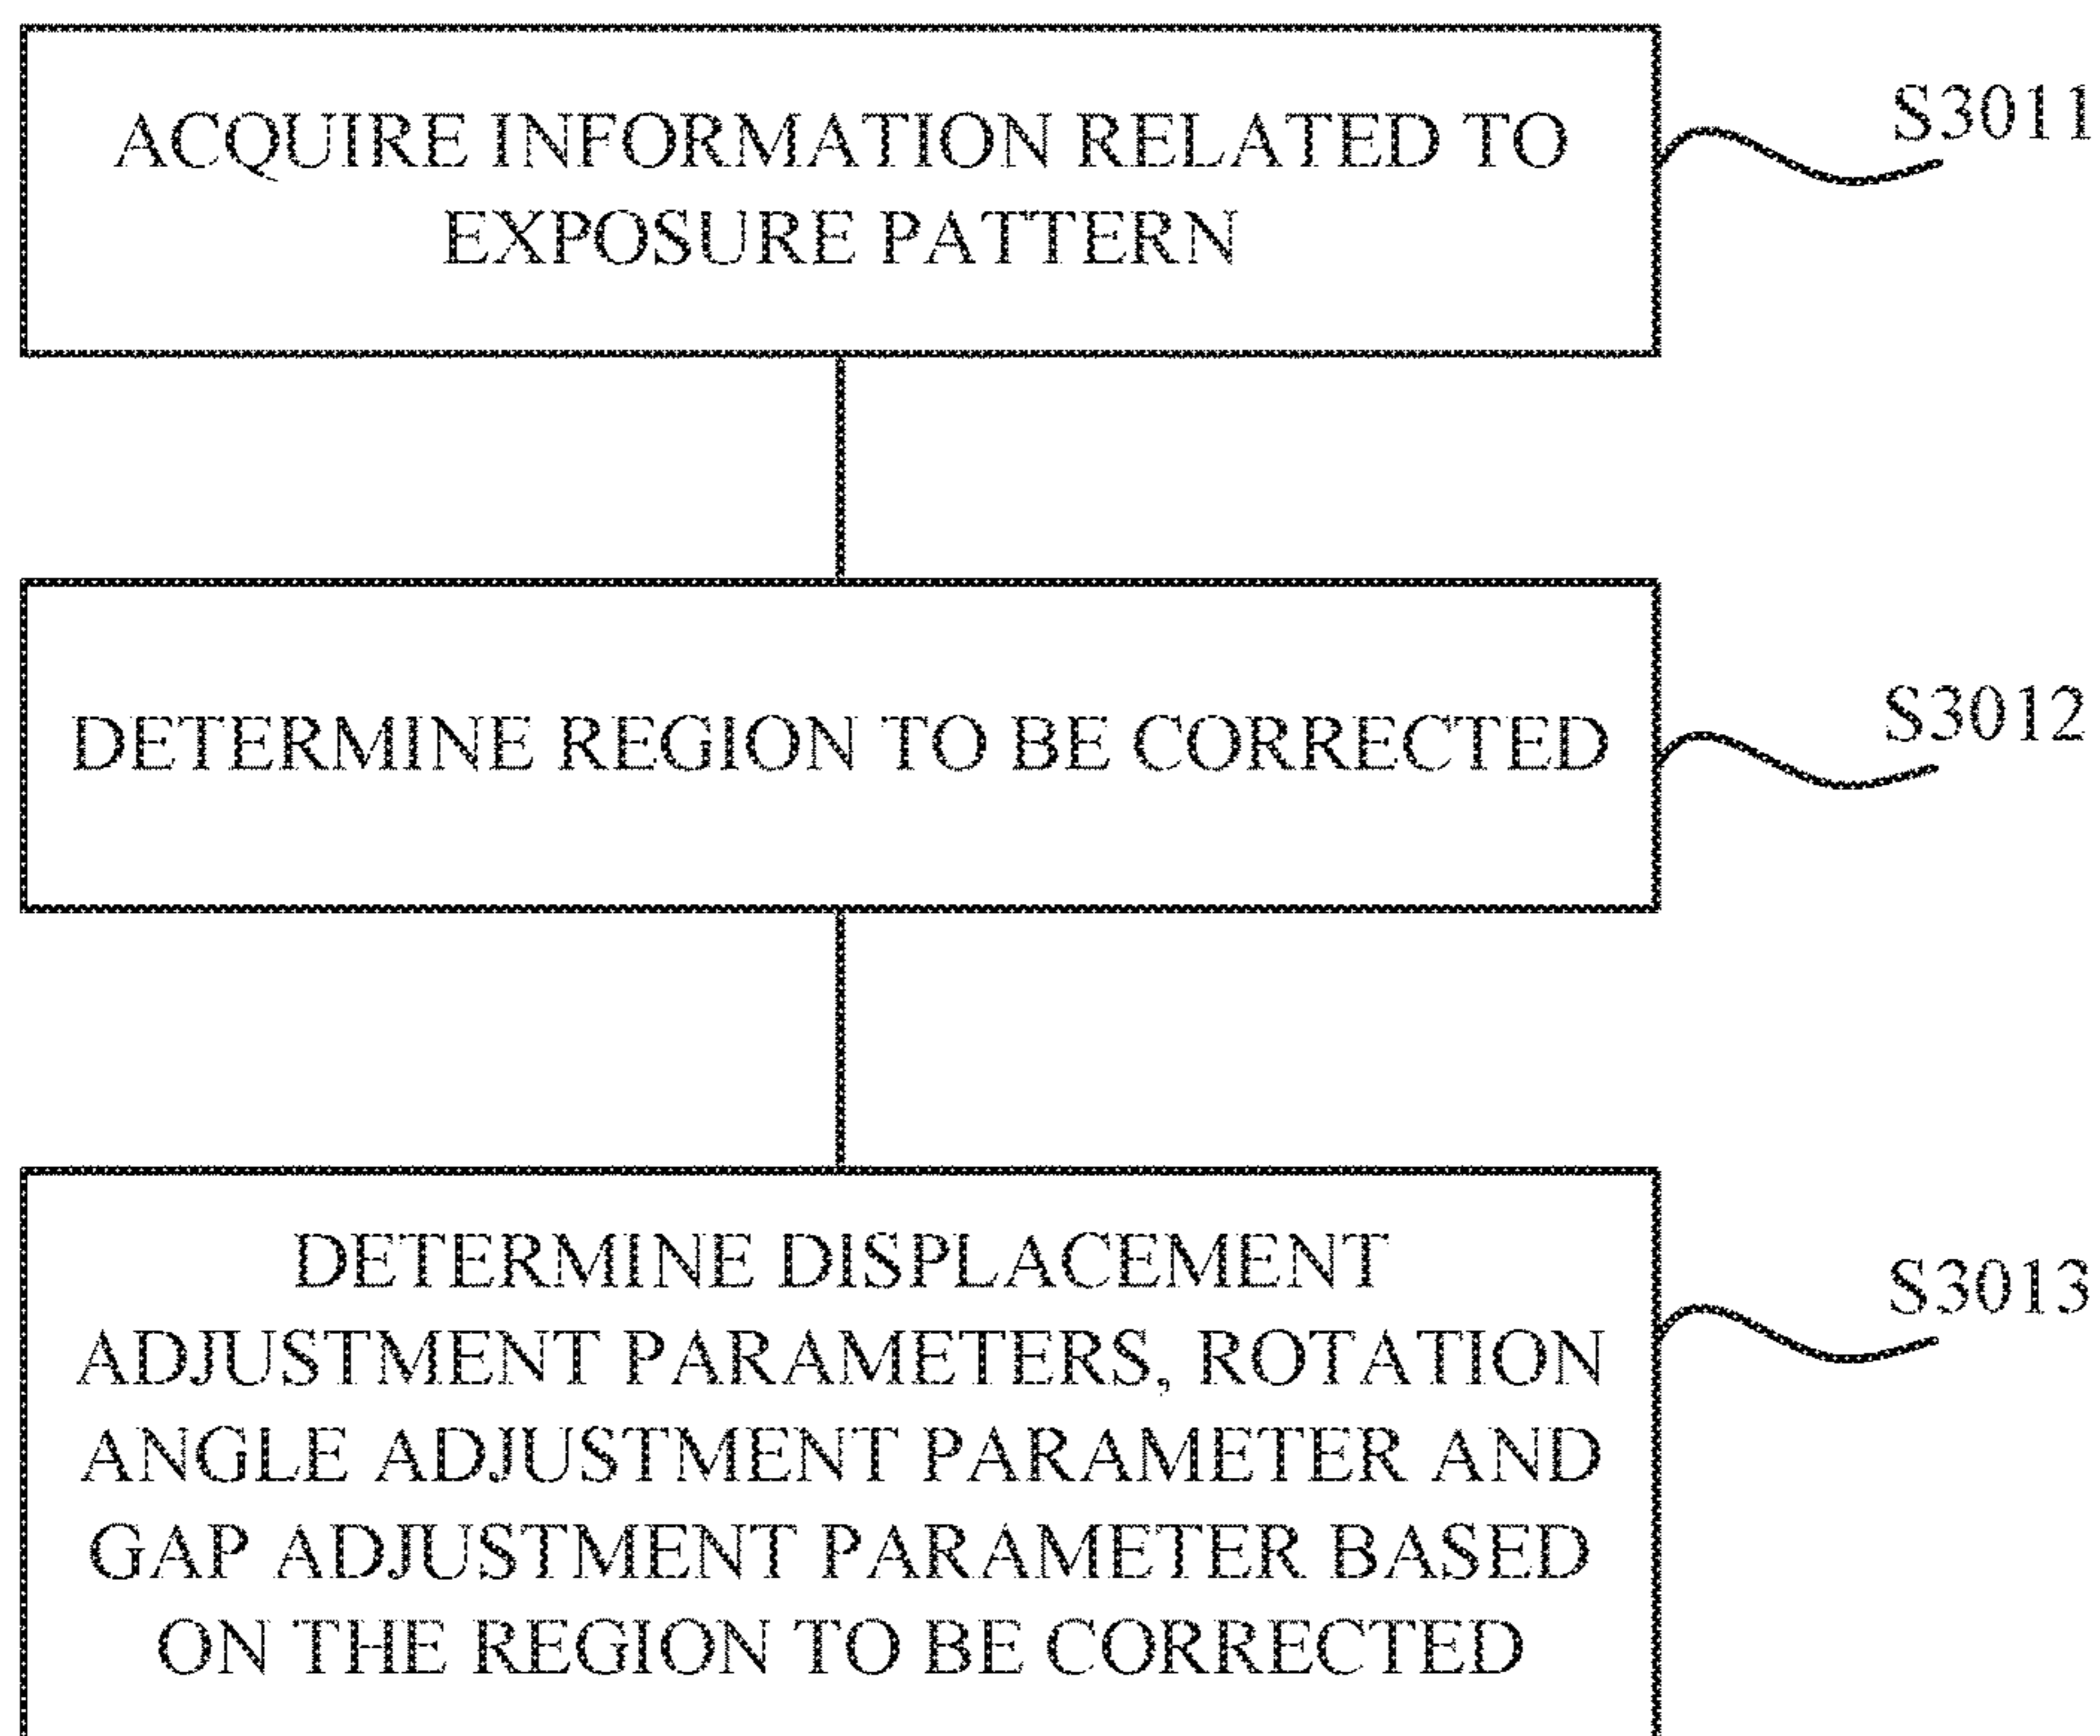 ACQUIRE INFORMATION RELATED TO
EXPOSURE PATTERN
S3011
DETERMINE REGION TO BE CORRECTED
S3012
DETERMINE DISPLACEMENT
ADJUSTMENT PARAMETERS, ROTATION
ANGLE ADJUSTMENT PARAMETER AND
GAP ADJUSTMENT PARAMETER BASED
ON THE REGION TO BE CORRECTED
S3013